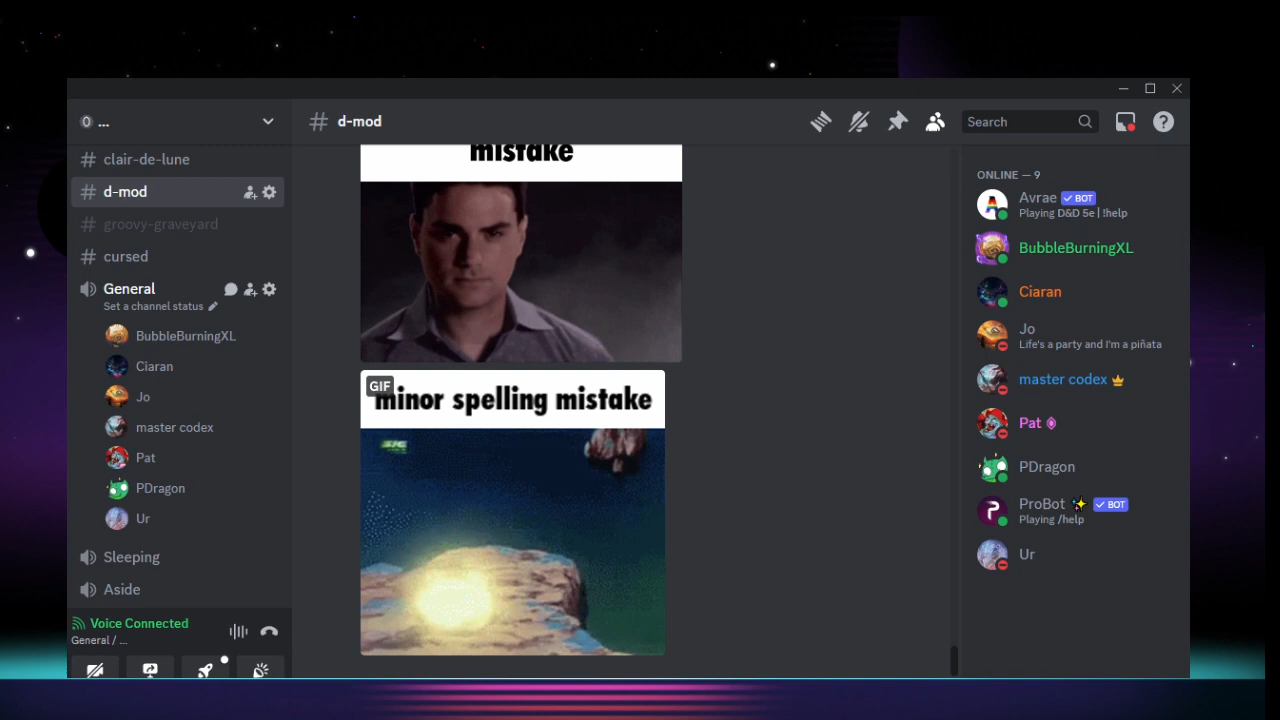 ...
d-mod
Search
clair-de-lune
d-mod
groovy-graveyard
cursed
General
Set a channel status
BubbleBurningXL
Ciaran
Jo
master codex
Pat
PDragon
Ur
Sleeping
Aside
Voice Connected
General / ...
mistake
GIF
minor spelling mistake
ONLINE — 9
Avrae BOT
Playing D&D 5e | !help
BubbleBurningXL
Ciaran
Jo
Life's a party and I'm a piñata
master codex
Pat
PDragon
ProBot BOT
Playing /help
Ur